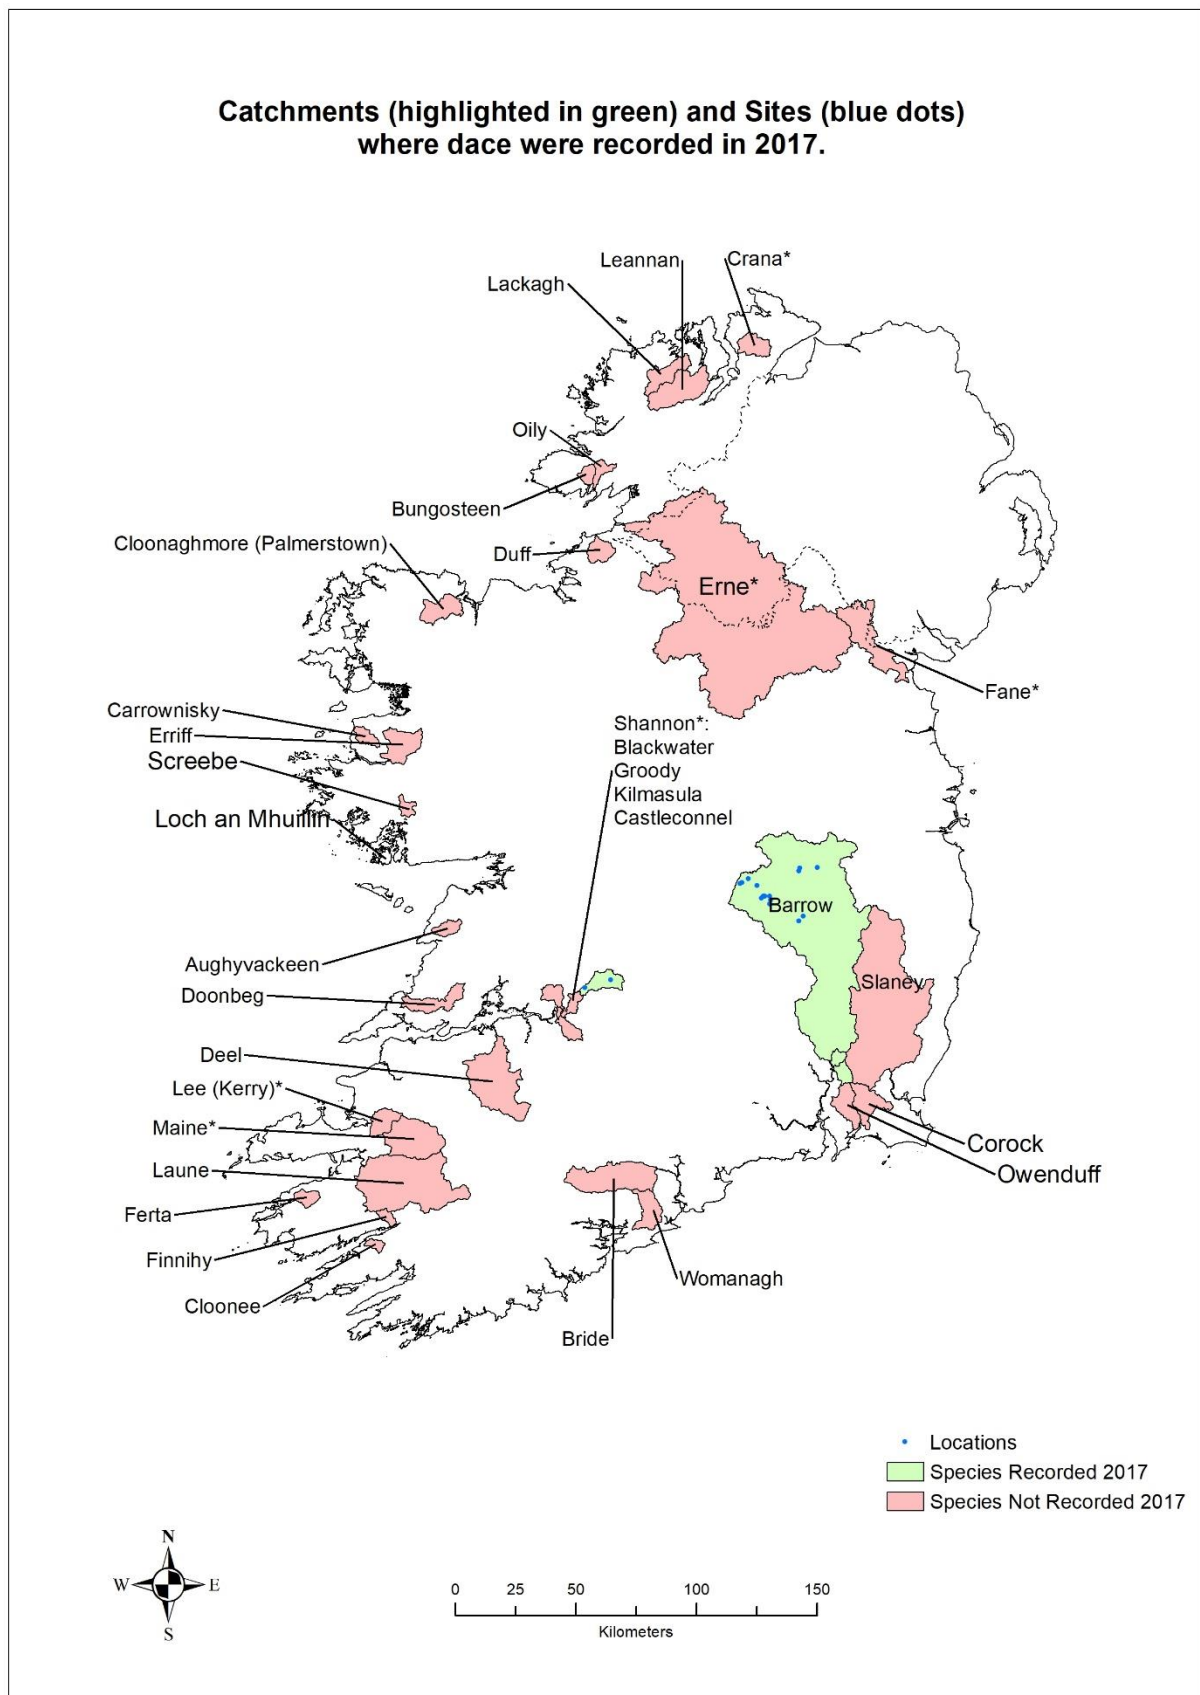 Catchments (highlighted in green) and Sites (blue dots)
where dace were recorded in 2017.
Leannan
Crana*
Lackagh
Oily
Bungosteen
Cloonaghmore (Palmerstown)
Duff
Erne*
Fane*
Carrownisky
Erriff
Screebe
Loch an Mhuillin
Shannon*:
Blackwater
Groody
Kilmasula
Castleconnel
Barrow
Aughyvackeen
Slaney
Doonbeg
Deel
Lee (Kerry)*
Maine*
Corock
Laune
Owenduff
Ferta
Finnihy
Womanagh
Cloonee
Bride
Locations
Species Recorded 2017
Species Not Recorded 2017
N
W E
S
0 25 50 100 150
Kilometers